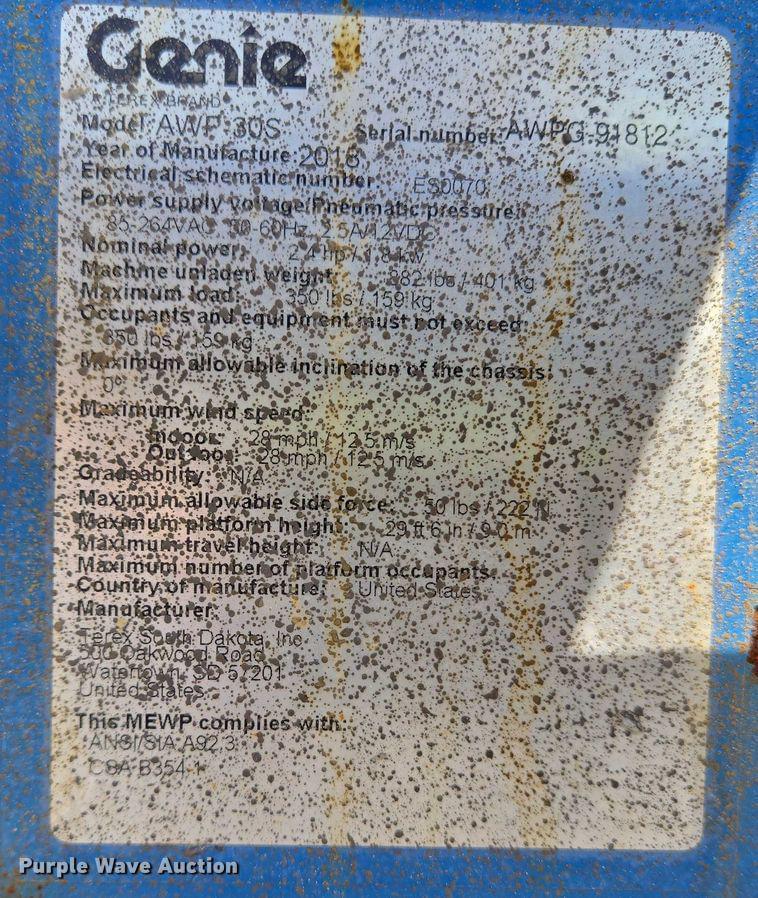 Genie
A TEREX BRAND
Model: AWP 30S Serial number: AWPG-91812
Year of Manufacture: 2018
Electrical schematic number: ES0070
Power supply voltage/Pneumatic pressure:
85-264VAC, 50-60Hz, 2.5A/12VDC
Nominal power: 2.4 hp / 1.8 kw
Machine unladen weight: 882 lbs / 401 kg
Maximum load: 350 lbs / 159 kg
Occupants and equipment must not exceed:
350 lbs / 159 kg
Maximum allowable inclination of the chassis:
0°
Maximum wind speed:
Indoor: 28 mph / 12.5 m/s
Outdoor: 28 mph / 12.5 m/s
Gradeability: N/A
Maximum allowable side force: 50 lbs / 222 N
Maximum platform height: 29 ft 6 in / 9.0 m
Maximum travel height: N/A
Maximum number of platform occupants:
Country of manufacture: United States
Manufacturer:
Terex South Dakota, Inc
500 Oakwood Road
Watertown, SD 57201
United States
This MEWP complies with:
ANSI/SIA A92.3
CSA B354.1
Purple Wave Auction